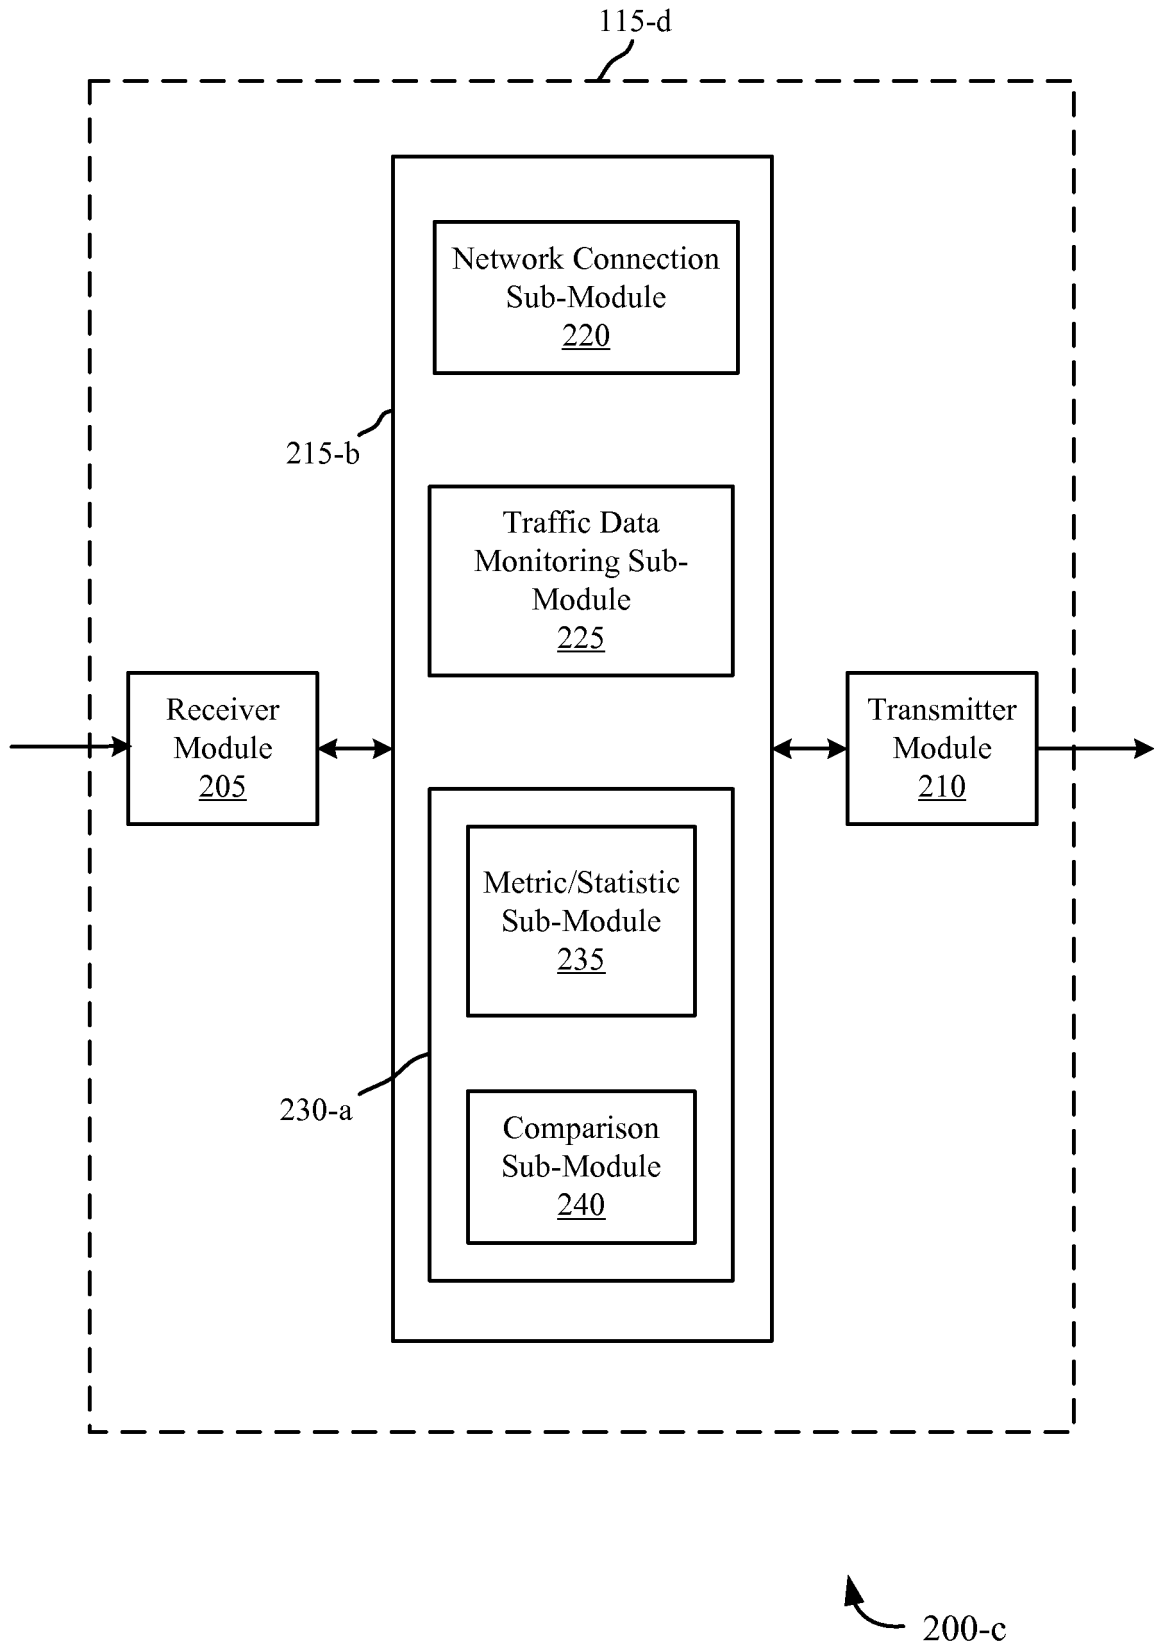 115-d
Network Connection
Sub-Module
220
215-b
Traffic Data
Monitoring Sub-
Module
225
Receiver
Module
205
Transmitter
Module
210
Metric/Statistic
Sub-Module
235
230-a
Comparison
Sub-Module
240
200-c